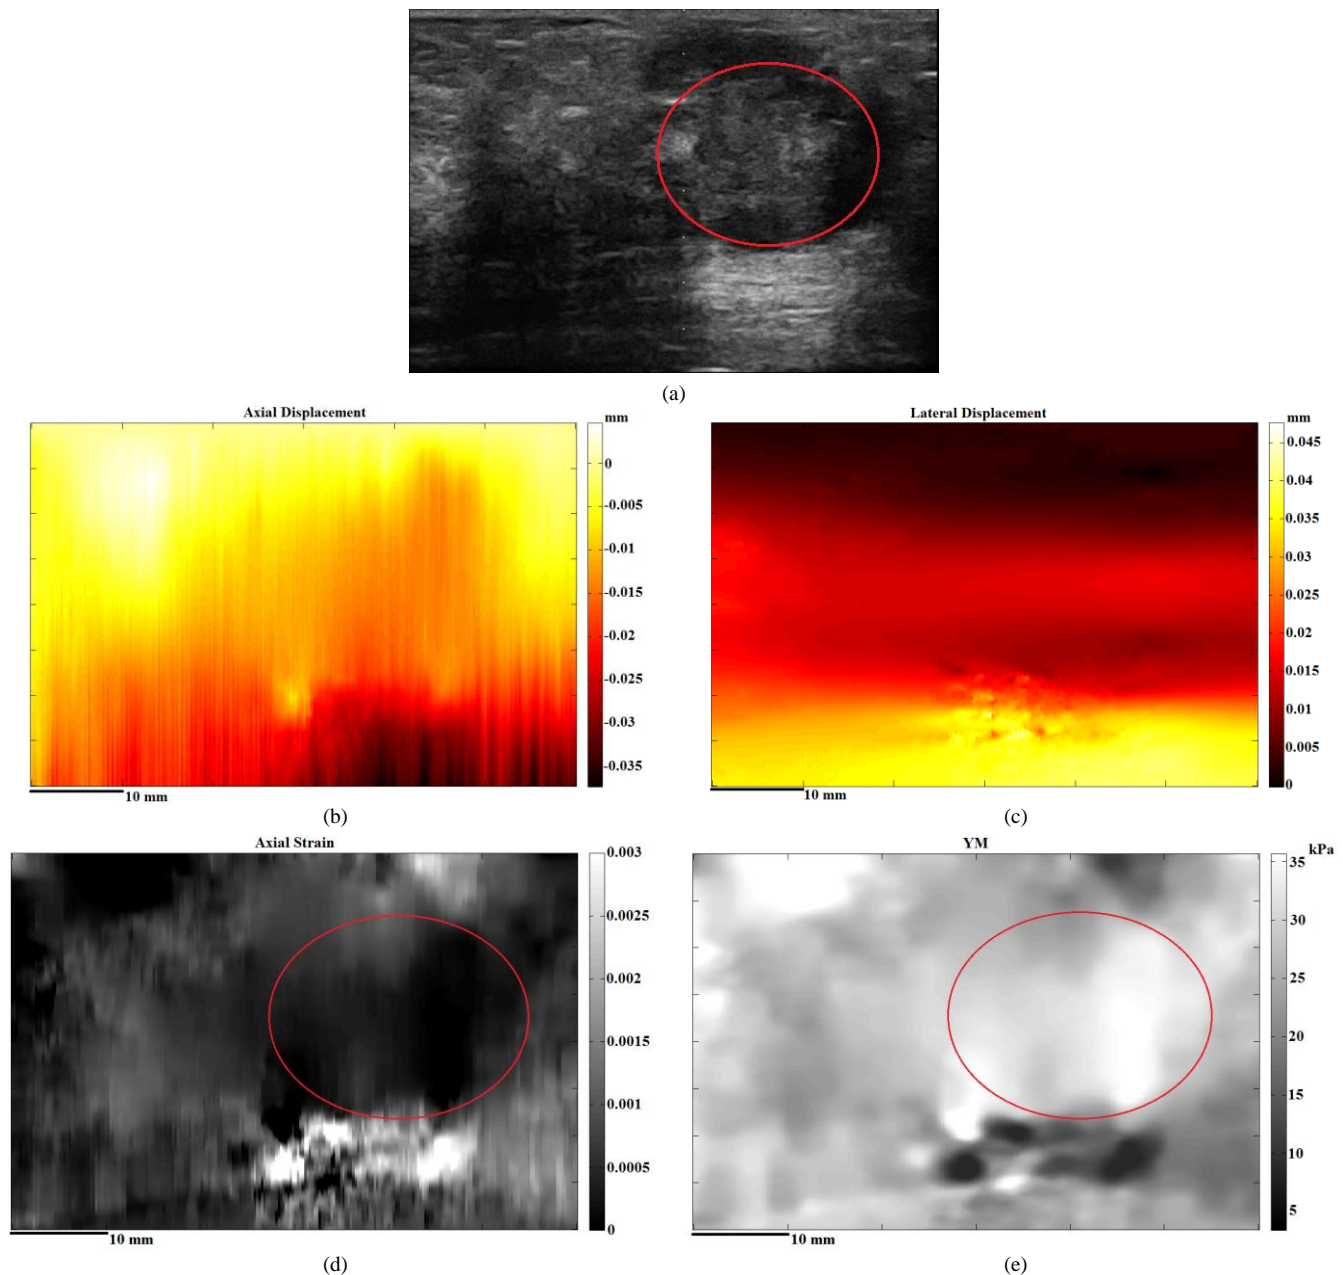 (a)
Axial Displacement
mm
0
-0.005
-0.01
-0.015
-0.02
-0.025
-0.03
-0.035
10 mm
(b)
Lateral Displacement
mm
0.045
0.04
0.035
0.03
0.025
0.02
0.015
0.01
0.005
0
10 mm
(c)
Axial Strain
0.003
0.0025
0.002
0.0015
0.001
0.0005
0
10 mm
(d)
YM
kPa
35
30
25
20
15
10
5
10 mm
(e)